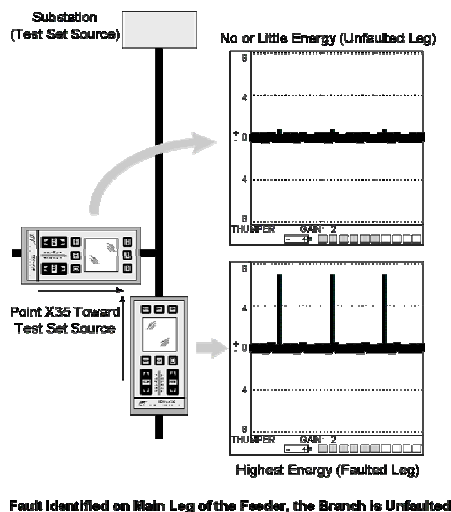 Substation
(Test Set Source)
No or Little Energy (Unfaulted Leg)
8
4
+
- 0
4
8
THUMPER GAIN: 2
- +
Point X35 Toward
Test Set Source
8
4
+
- 0
4
8
THUMPER GAIN: 2
- +
Highest Energy (Faulted Leg)
Fault Identified on Main Leg of the Feeder, the Branch is Unfaulted